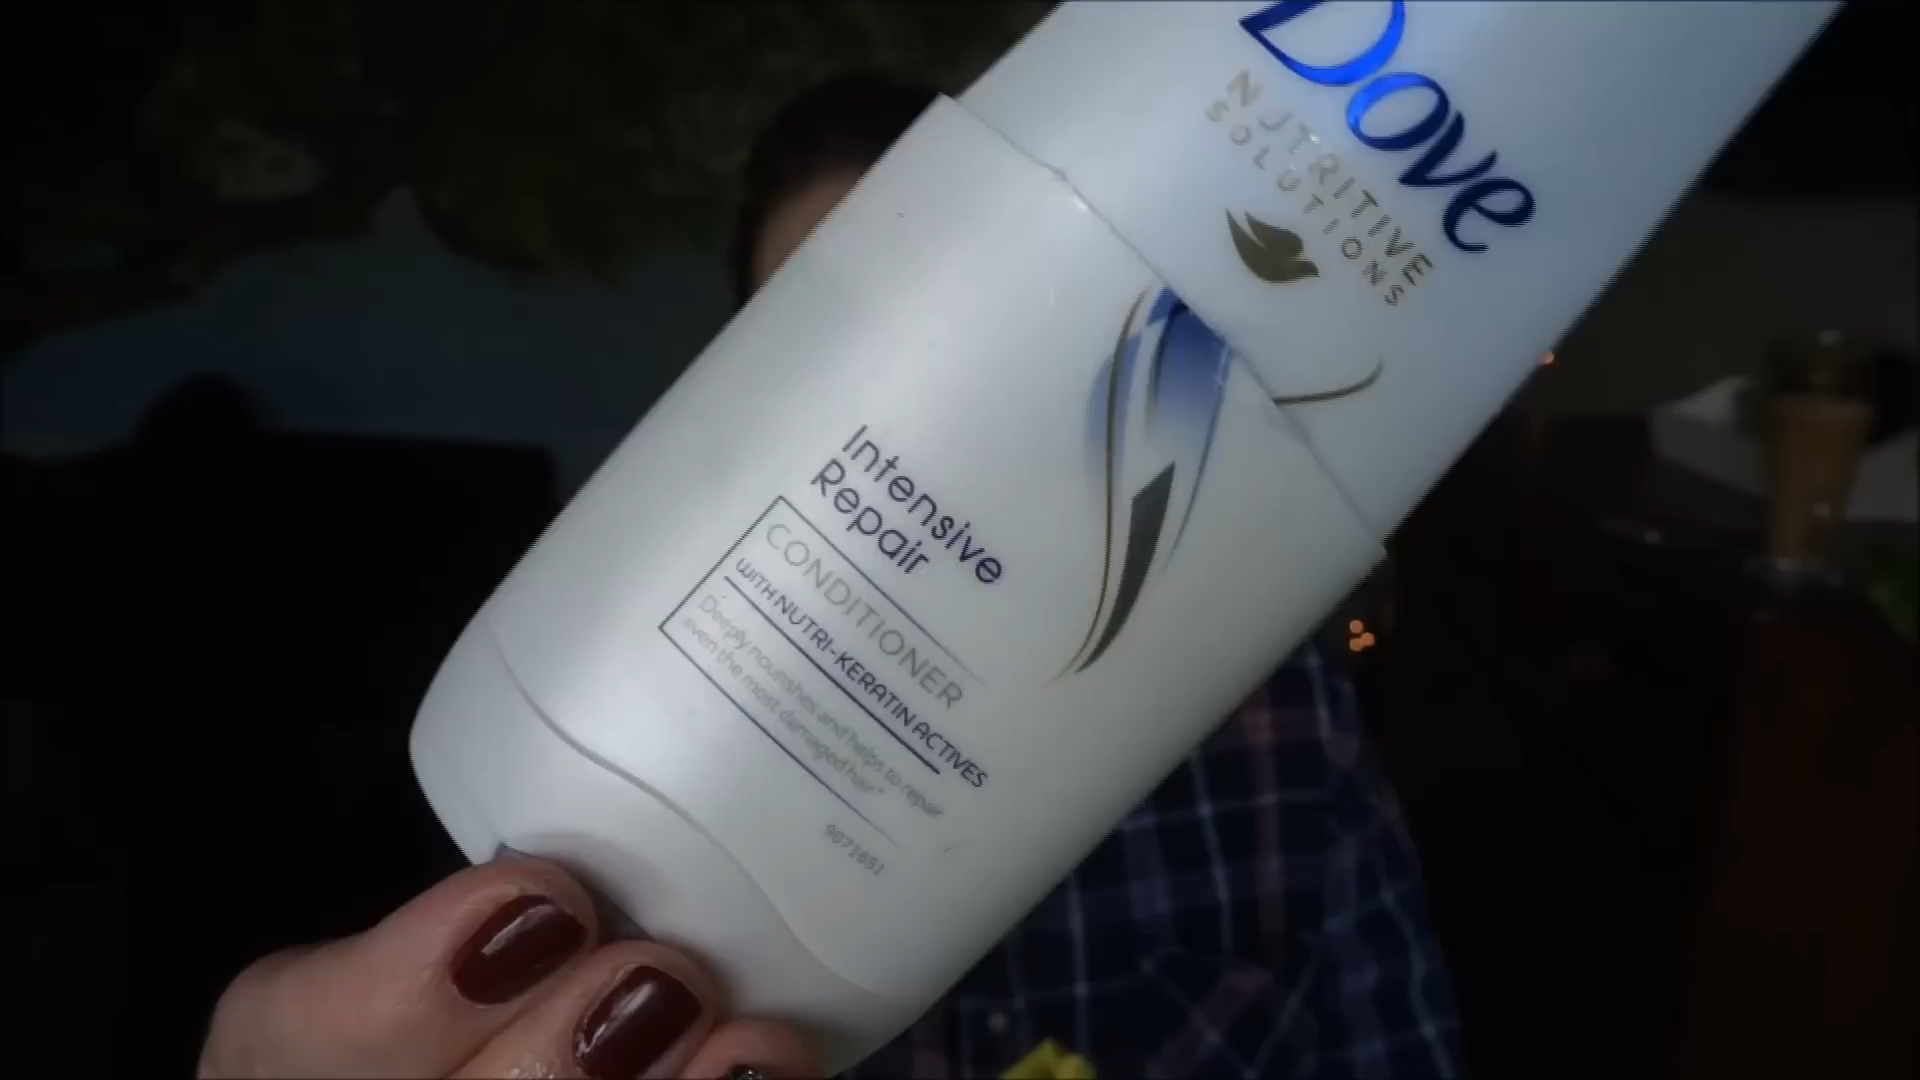 Dove
NUTRITIVE
SOLUTIONS
Intensive
Repair
CONDITIONER
WITH NUTRI-KERATIN ACTIVES
Deeply nourishes and helps to repair
even the most damaged hair*
9071651